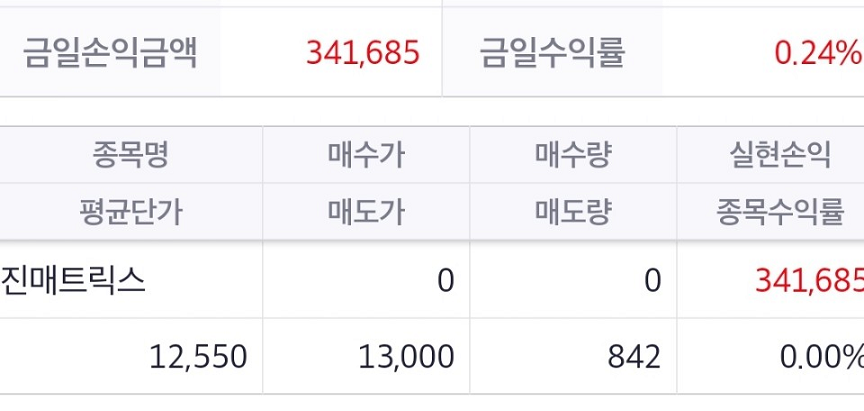 금일손익금액 341,685 금일수익률 0.24%
종목명 매수가 매수량 실현손익
평균단가 매도가 매도량 종목수익률
진매트릭스 0 0 341,685
12,550 13,000 842 0.00%